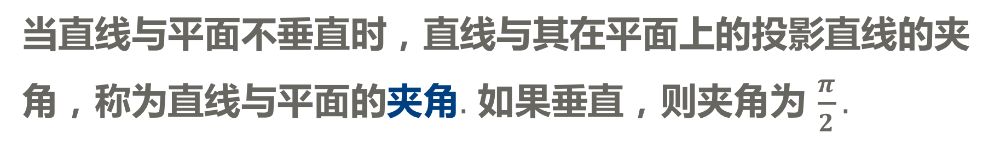 当直线与平面不垂直时，直线与其在平面上的投影直线的夹
角，称为直线与平面的夹角. 如果垂直，则夹角为 π/2.